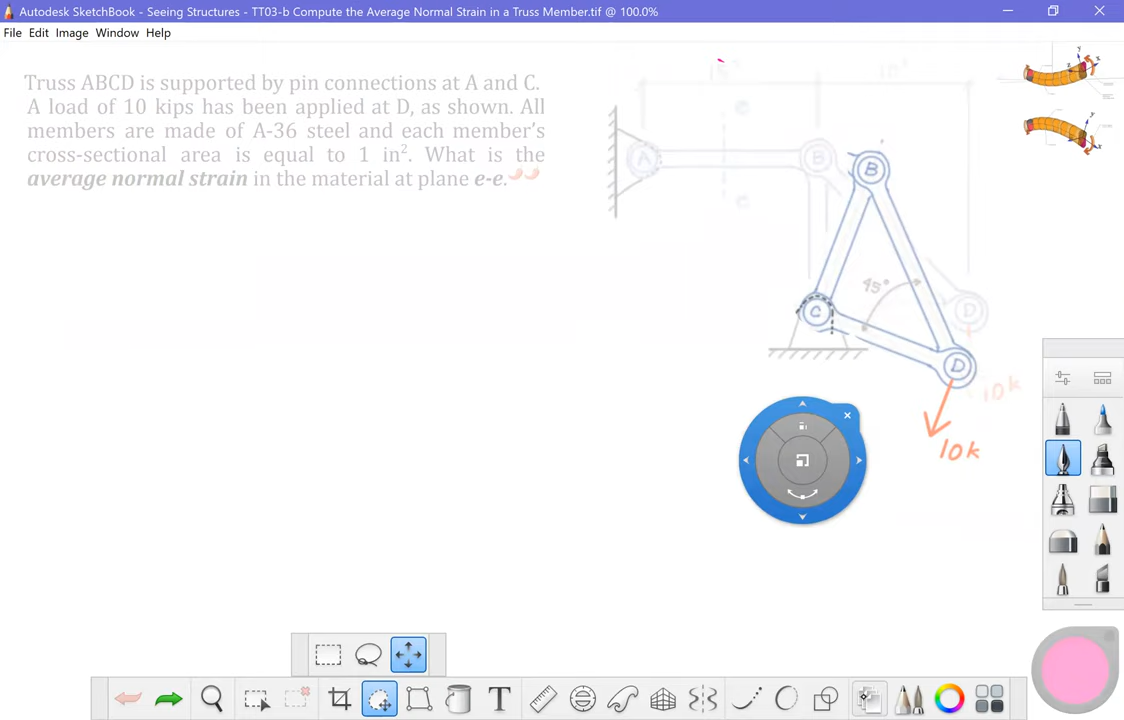 Autodesk SketchBook - Seeing Structures - TT03-b Compute the Average Normal Strain in a Truss Member.tif @ 100.0%
File Edit Image Window Help
Truss ABCD is supported by pin connections at A and C.
A load of 10 kips has been applied at D, as shown. All
members are made of A-36 steel and each member's
cross-sectional area is equal to 1 in². What is the
average normal strain in the material at plane e-e.
A
B
B
45°
C
D
D
10k
10k
T